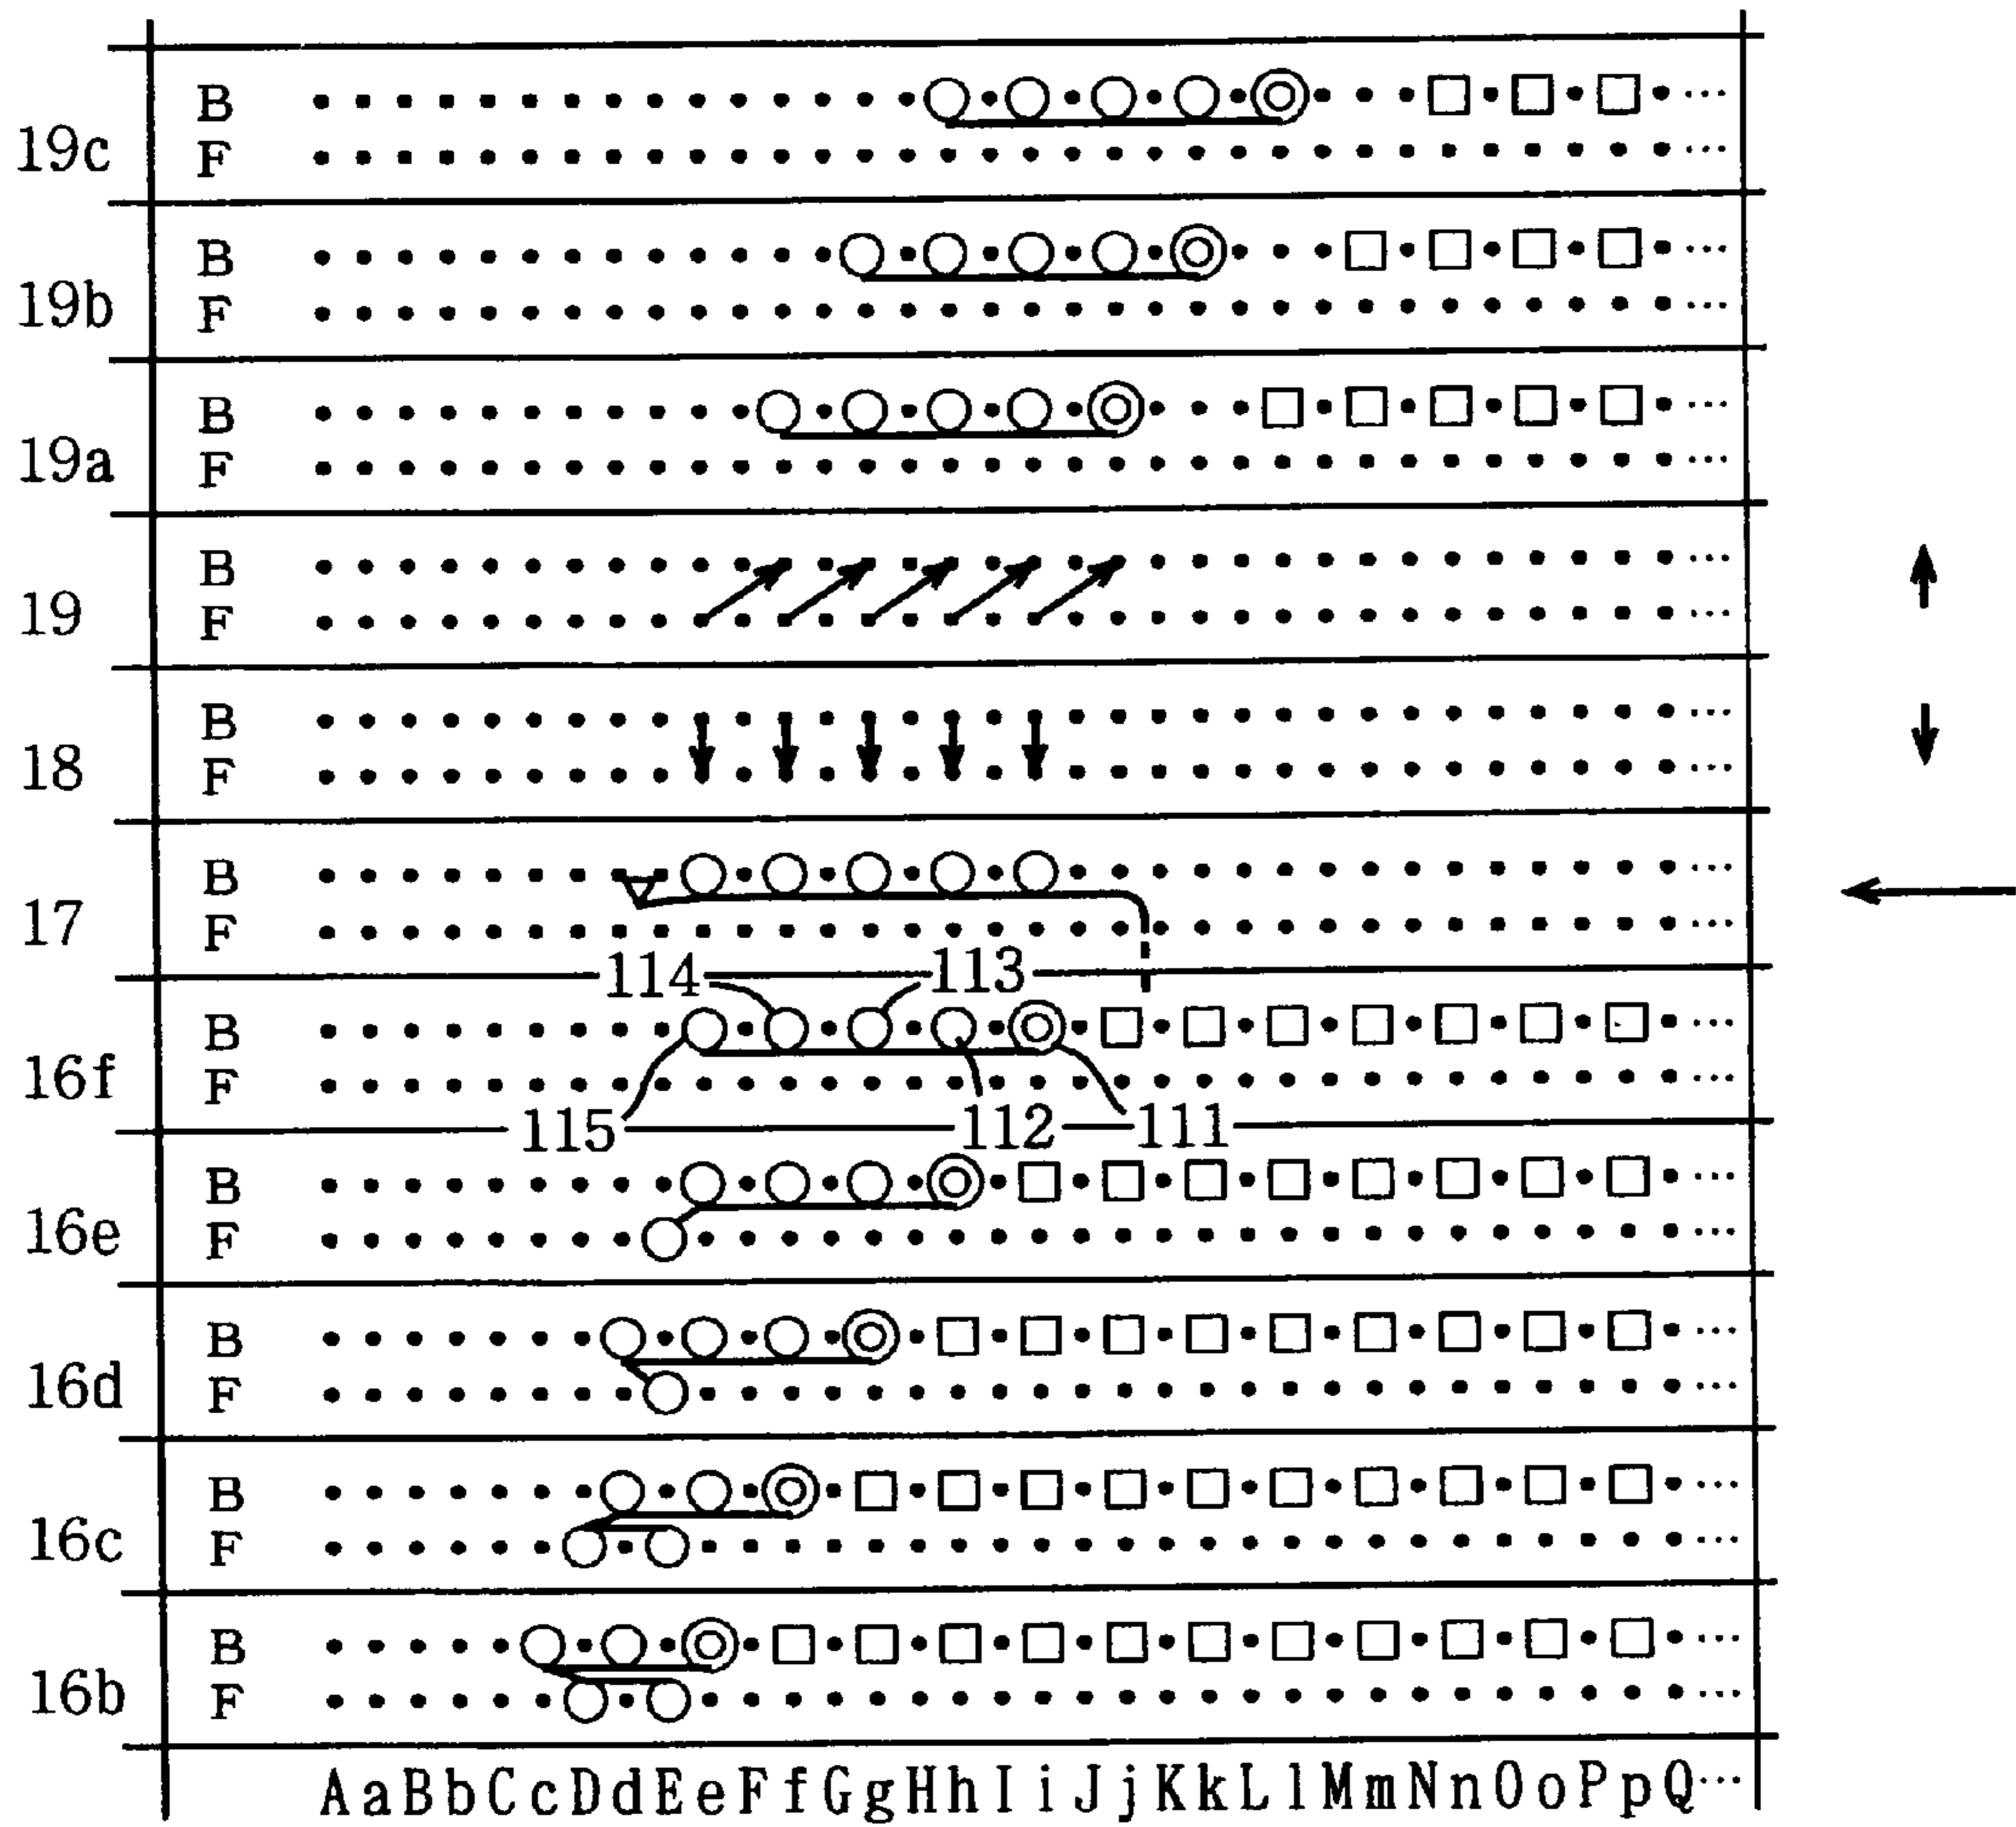 B
19c F
B
19b F
B
19a F
B
19 F
B
18 F
B
17 F
114 113
B
16f F
115 112 111
B
16e F
B
16d F
B
16c F
B
16b F
AaBbCcDdEeFfGgHhIiJjKkLlMmNnOoPpQ···